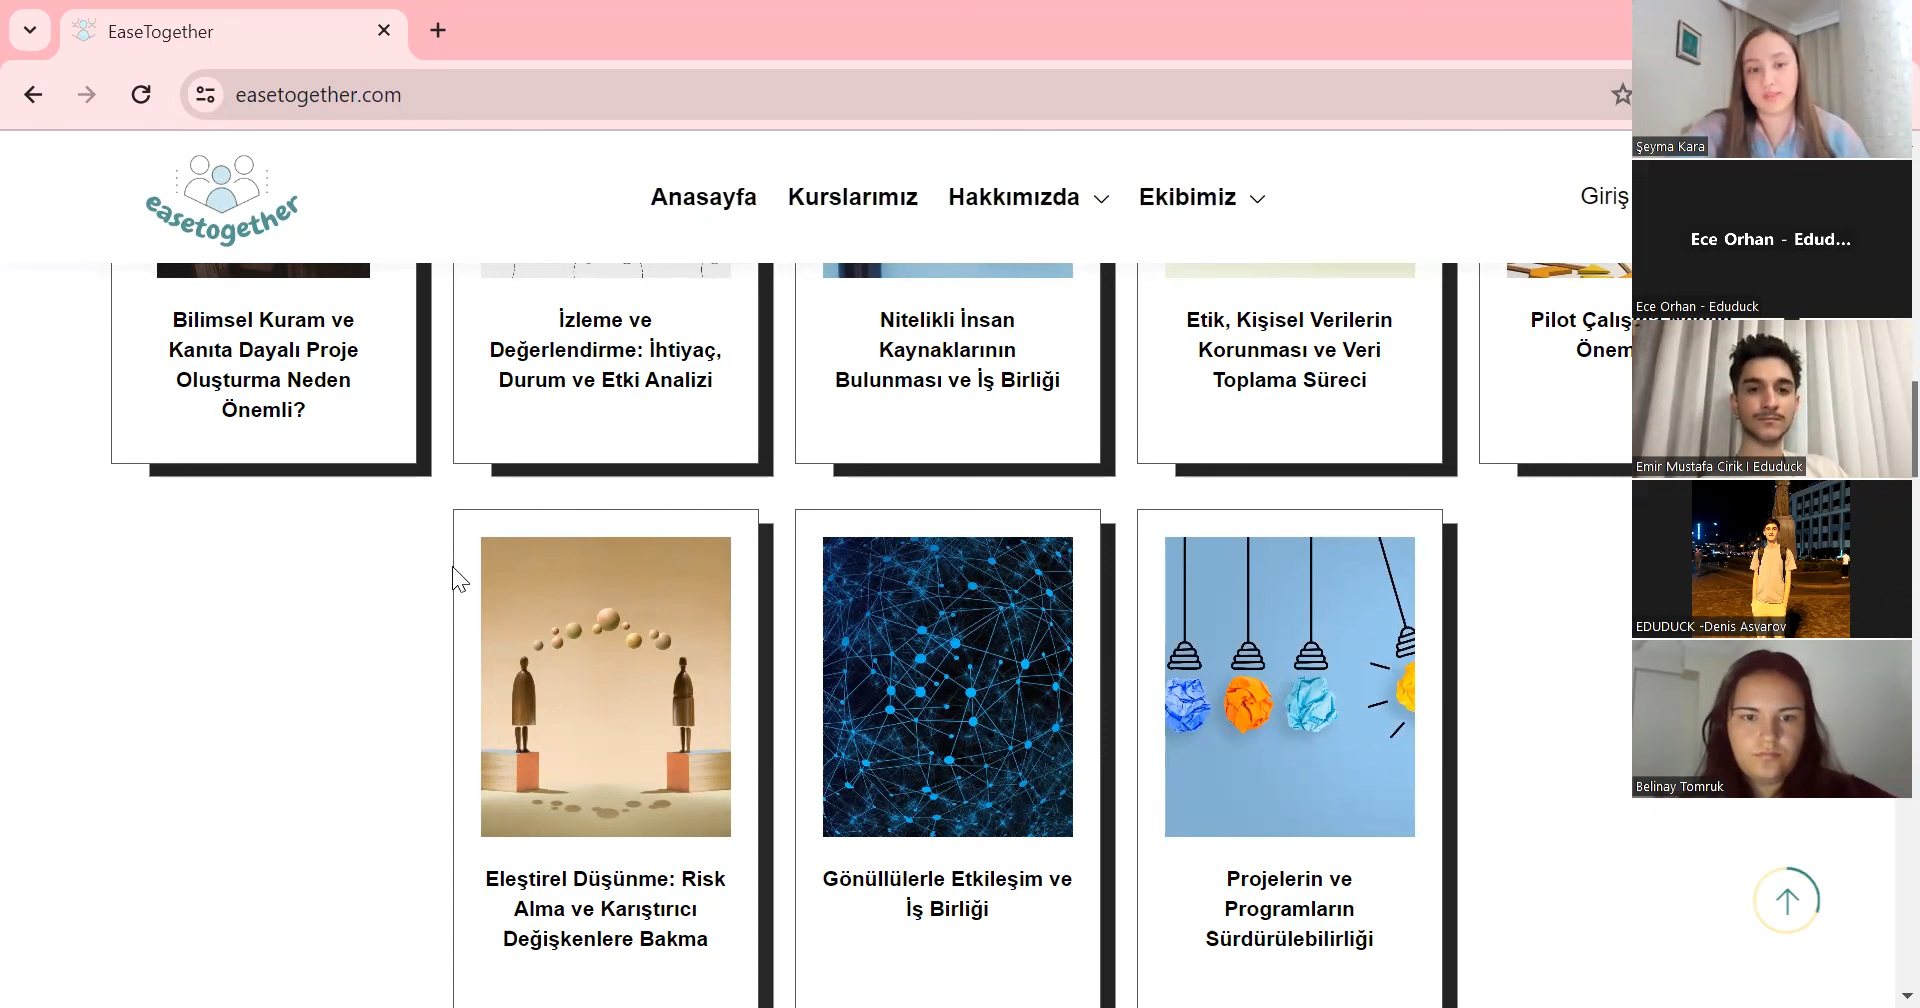 EaseTogether
easetogether.com
easetogether
Anasayfa
Kurslarımız
Hakkımızda
Ekibimiz
Giriş
Bilimsel Kuram ve
Kanıta Dayalı Proje
Oluşturma Neden
Önemli?
İzleme ve
Değerlendirme: İhtiyaç,
Durum ve Etki Analizi
Nitelikli İnsan
Kaynaklarının
Bulunması ve İş Birliği
Etik, Kişisel Verilerin
Korunması ve Veri
Toplama Süreci
Pilot
Eleştirel Düşünme: Risk
Alma ve Karıştırıcı
Değişkenlere Bakma
Gönüllülerle Etkileşim ve
İş Birliği
Projelerin ve
Programların
Sürdürülebilirliği
Şeyma Kara
Ece Orhan - Edud...
Ece Orhan - Eduduck
Emir Mustafa Cirik I Eduduck
EDUDUCK -Denis Asvarov
Belinay Tomruk